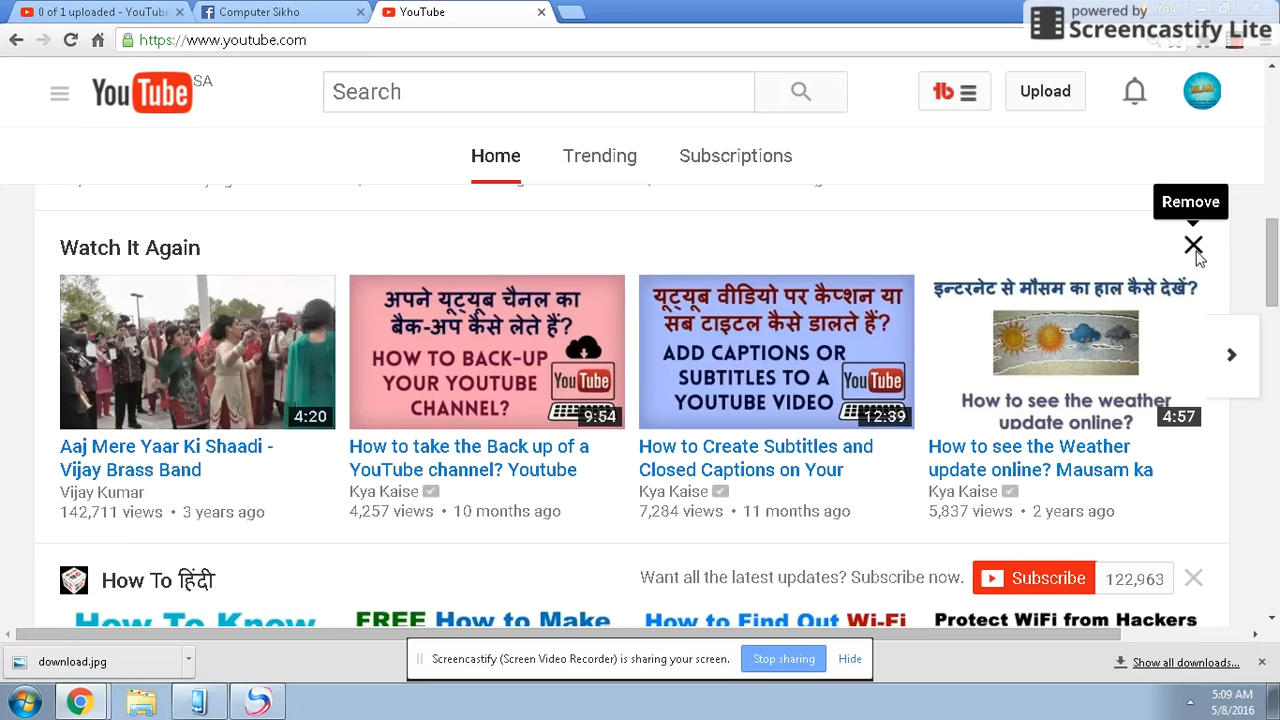 0 of 1 uploaded - YouTube
Computer Sikho
YouTube
You
powered by
Screencastify Lite
https://www.youtube.com
YouTube SA
Search
Upload
Home
Trending
Subscriptions
Remove
Watch It Again
अपने यूट्यूब चैनल का
बैक-अप कैसे लेते हैं?
HOW TO BACK-UP
YOUR YOUTUBE
CHANNEL?
YouTube
यूट्यूब वीडियो पर कैप्शन या
सब टाइटल कैसे डालते हैं?
ADD CAPTIONS OR
SUBTITLES TO A
YOUTUBE VIDEO
YouTube
इन्टरनेट से मौसम का हाल कैसे देखें?
How to see the weather
update online?
4:20
9:54
12:39
4:57
Aaj Mere Yaar Ki Shaadi -
Vijay Brass Band
Vijay Kumar
142,711 views • 3 years ago
How to take the Back up of a
YouTube channel? Youtube
Kya Kaise
4,257 views • 10 months ago
How to Create Subtitles and
Closed Captions on Your
Kya Kaise
7,284 views • 11 months ago
How to see the Weather
update online? Mausam ka
Kya Kaise
5,837 views • 2 years ago
How To हिंदी
Want all the latest updates? Subscribe now.
Subscribe
122,963
How To Know
FREE How to Make
How to Find Out Wi-Fi
Protect WiFi from Hackers
download.jpg
Screencastify (Screen Video Recorder) is sharing your screen.
Stop sharing
Hide
Show all downloads...
5:09 AM
5/8/2016